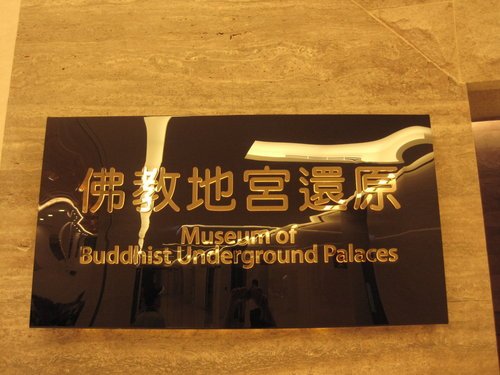 佛教地宮還原
Museum of
Buddhist Underground Palaces